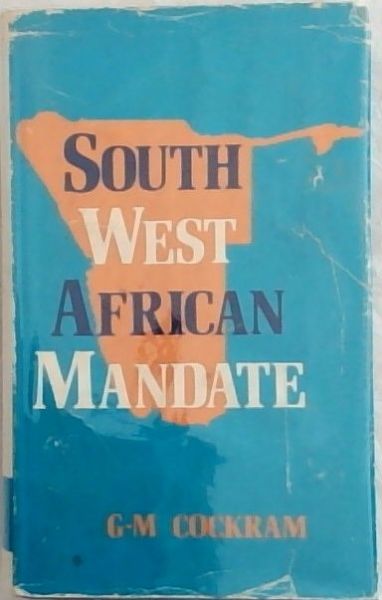 SOUTH
WEST
AFRICAN
MANDATE
G-M COCKRAM